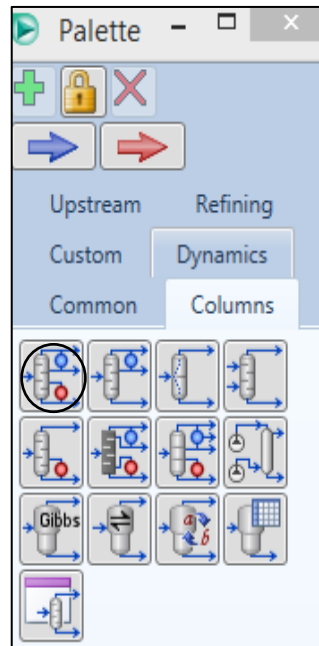 Palette
Upstream Refining
Custom Dynamics
Common Columns
Gibbs
a
b